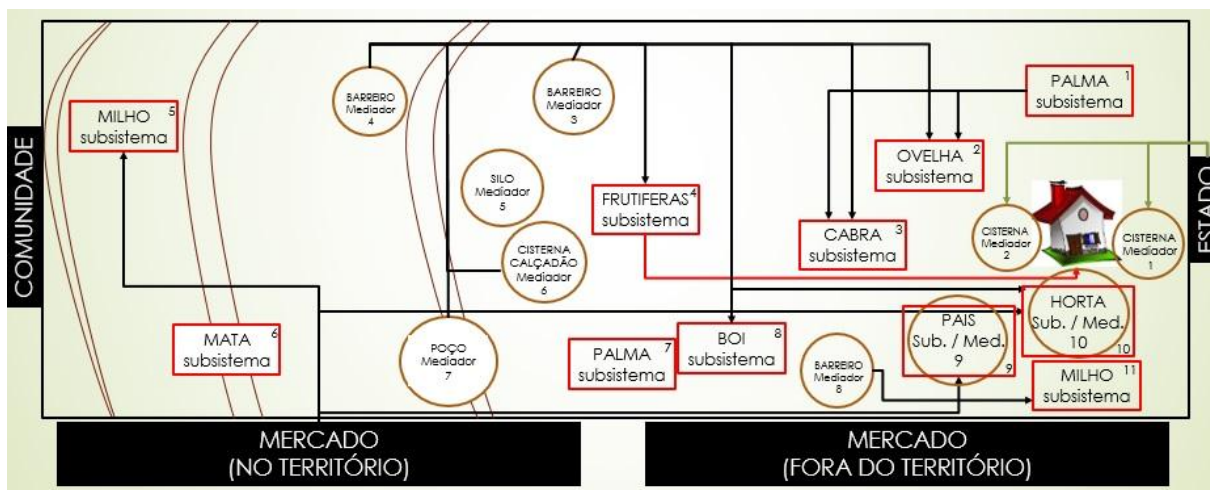 PALMA 1
subsistema
BARREIRO
Mediador
4
BARREIRO
Mediador
3
MILHO 5
subsistema
OVELHA 2
subsistema
SILO
Mediador
5
FRUTIFERAS 4
subsistema
CABRA 3
subsistema
CISTERNA
Mediador
2
CISTERNA
Mediador
1
CISTERNA
CALÇADÃO
Mediador
6
COMUNIDADE
ESTADO
MATA 6
subsistema
POÇO
Mediador
7
PALMA 7
subsistema
BOI 8
subsistema
BARREIRO
Mediador
8
PAIS
Sub. / Med.
9 9
HORTA
Sub. / Med.
10 10
MILHO 11
subsistema
MERCADO
(NO TERRITÓRIO)
MERCADO
(FORA DO TERRITÓRIO)